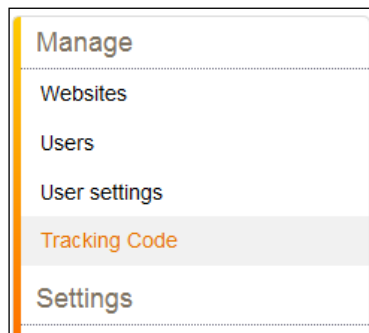 Manage
Websites
Users
User settings
Tracking Code
Settings